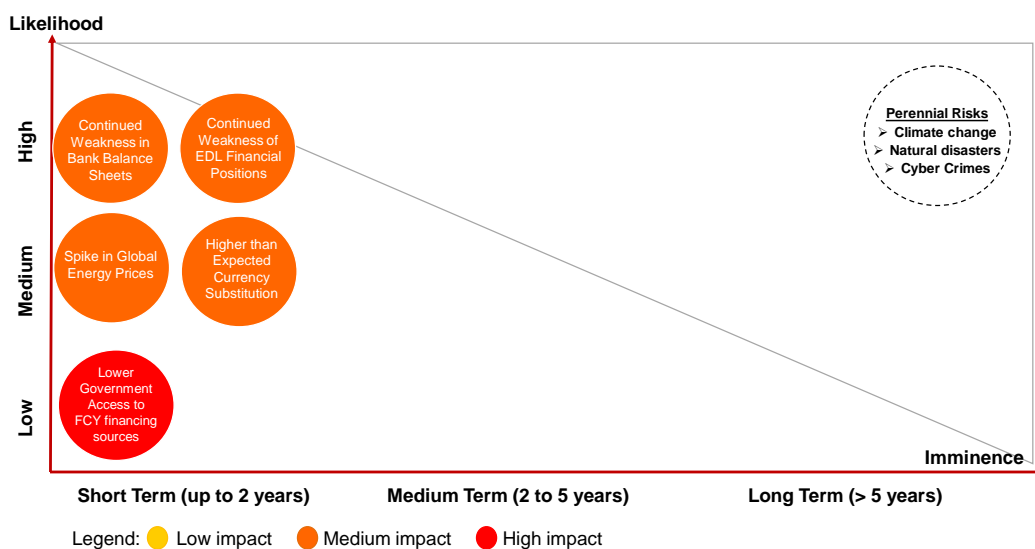 Likelihood
High
Medium
Low
Continued
Weakness in
Bank Balance
Sheets
Continued
Weakness of
EDL Financial
Positions
Perennial Risks
➢ Climate change
➢ Natural disasters
➢ Cyber Crimes
Spike in Global
Energy Prices
Higher than
Expected
Currency
Substitution
Lower
Government
Access to
FCY financing
sources
Imminence
Short Term (up to 2 years)
Medium Term (2 to 5 years)
Long Term (> 5 years)
Legend: Low impact Medium impact High impact